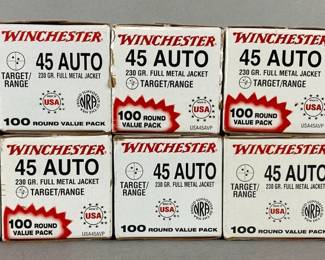 WINCHESTER
45 AUTO
230 GR. FULL METAL JACKET
TARGET/
RANGE
USA
NRA
100 ROUND VALUE PACK
WINCHESTER
45 AUTO
230 GR. FULL METAL JACKET
TARGET/RANGE
100 ROUND
VALUE PACK
USA
USA45AVP
WINCHESTER
45 AUTO
230 GR. FULL METAL JACKET
TARGET/RANGE
100 ROUND
VALUE PACK
USA
USA45AVP
WINCHESTER
45 AUTO
230 GR. FULL METAL JACKET
TARGET/RANGE
100 ROUND
VALUE PACK
USA
USA45AVP
WINCHESTER
45 AUTO
230 GR. FULL METAL JACKET
TARGET/
RANGE
USA
NRA
100 ROUND VALUE PACK
WINCHESTER
45 AUTO
230 GR. FULL METAL JACKET
TARGET/
RANGE
USA
NRA
100 ROUND VALUE PACK